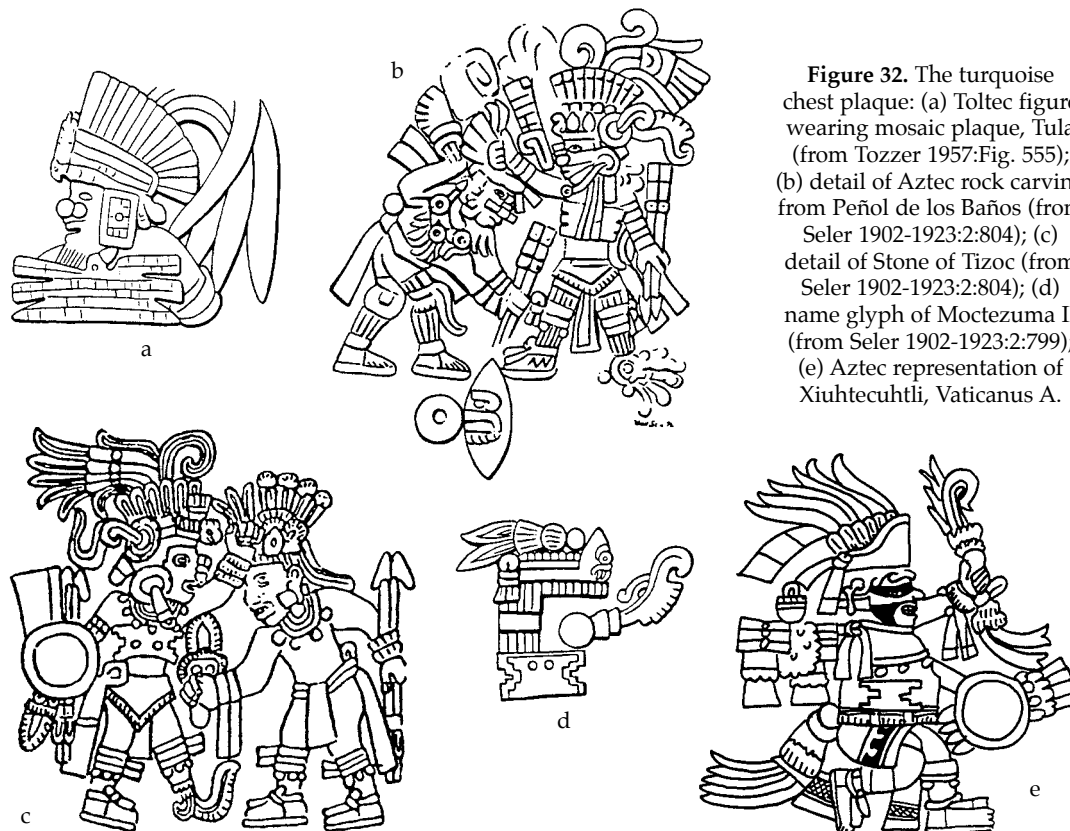 Figure 32. The turquoise
chest plaque: (a) Toltec figure
wearing mosaic plaque, Tula
(from Tozzer 1957:Fig. 555);
(b) detail of Aztec rock carvin
from Peñol de los Baños (from
Seler 1902-1923:2:804); (c)
detail of Stone of Tizoc (from
Seler 1902-1923:2:804); (d)
name glyph of Moctezuma I
(from Seler 1902-1923:2:799);
(e) Aztec representation of
Xiuhtecuhtli, Vaticanus A.
a
b
c
d
e